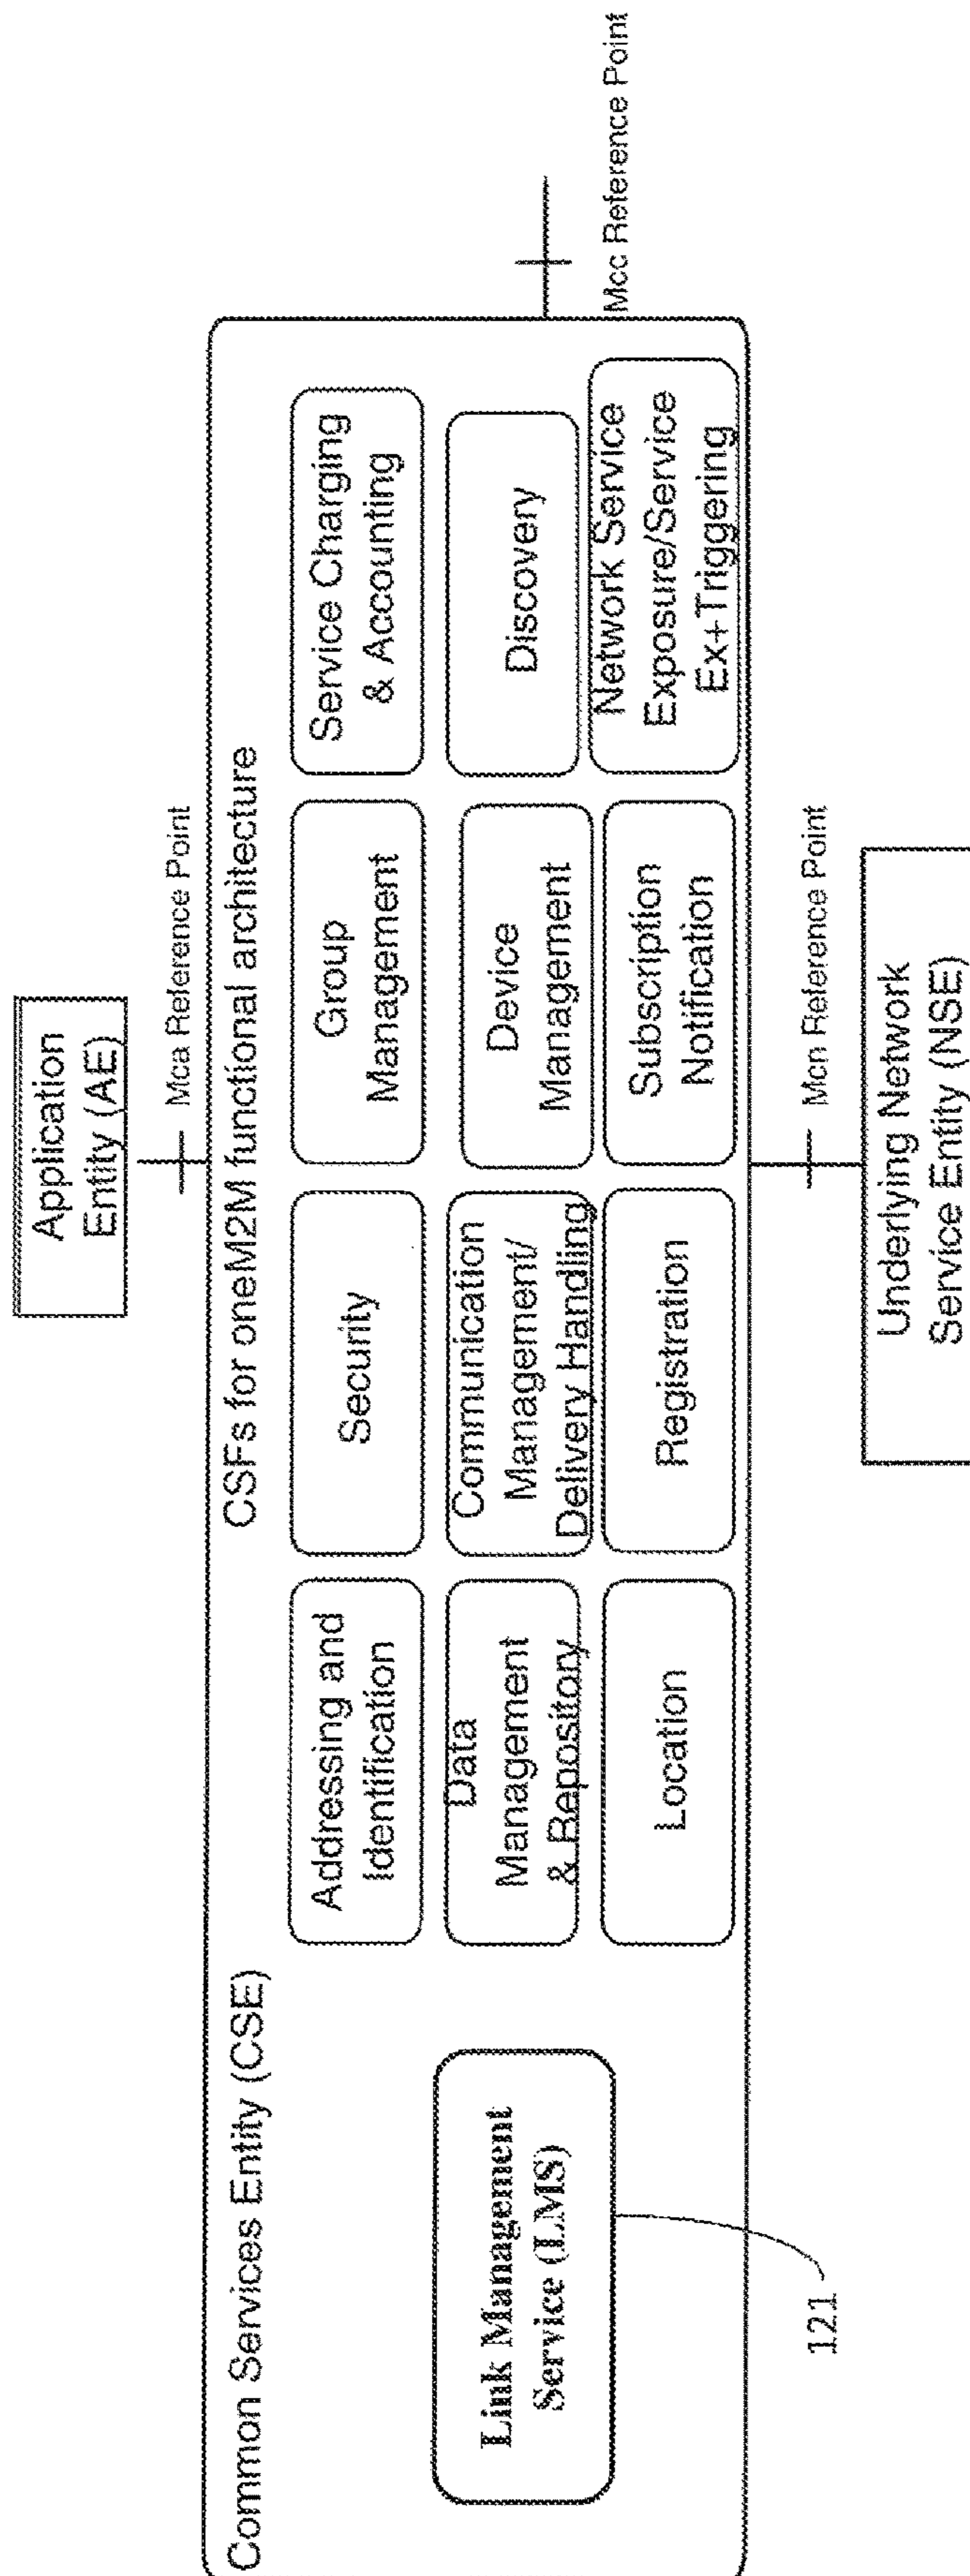 Application
Entity (AE)
Mca Reference Point
Common Services Entity (CSE)
CSFs for oneM2M functional architecture
Link Management
Service (LMS)
121
Addressing and
Identification
Security
Group
Management
Service Charging
& Accounting
Data
Management
& Repository
Communication
Management/
Delivery Handling
Device
Management
Discovery
Location
Registration
Subscription
Notification
Network Service
Exposure/Service
Ex+Triggering
Mcc Reference Point
Mcn Reference Point
Underlying Network
Service Entity (NSE)